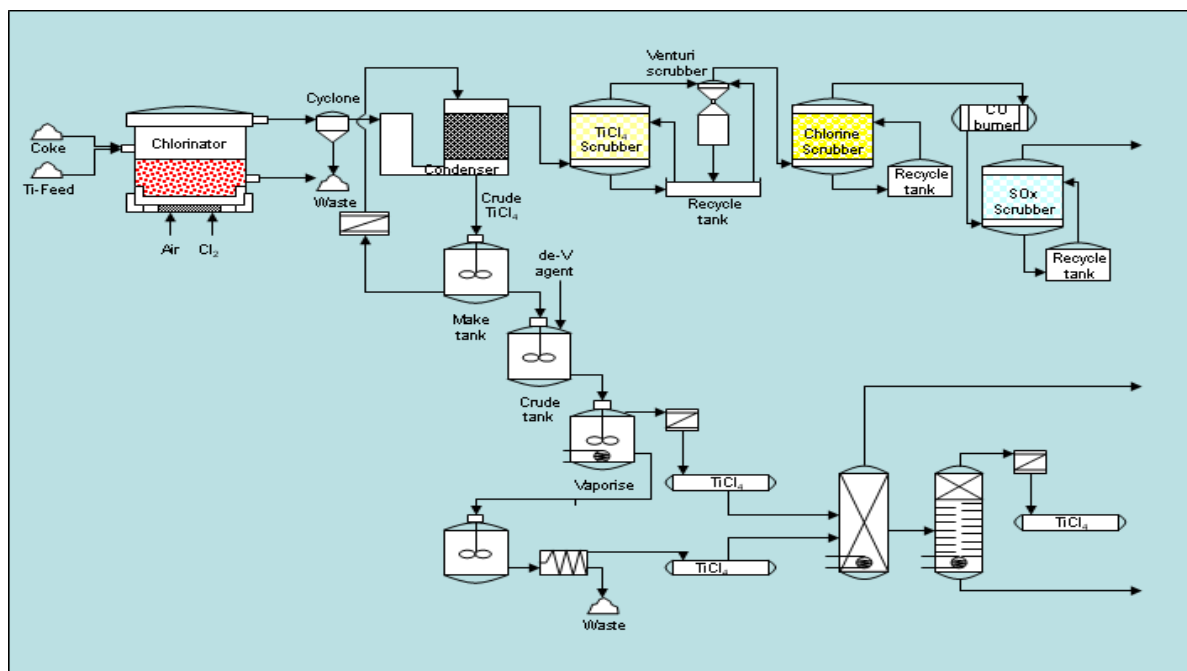 Venturi
scrubber
Cyclone
Coke
Ti-Feed
Chlorinator
Air
Cl₂
Waste
Condenser
Crude
TiCl₄
TiCl₄
Scrubber
Recycle
tank
Chlorine
Scrubber
Recycle
tank
CO
burner
SOx
Scrubber
Recycle
tank
Make
tank
de-V
agent
Crude
tank
Vaporise
TiCl₄
TiCl₄
TiCl₄
Waste